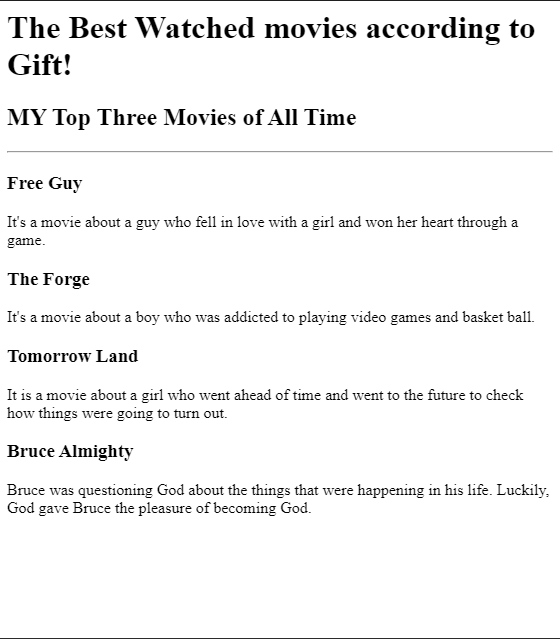 The Best Watched movies according to
Gift!
MY Top Three Movies of All Time
Free Guy
It's a movie about a guy who fell in love with a girl and won her heart through a
game.
The Forge
It's a movie about a boy who was addicted to playing video games and basket ball.
Tomorrow Land
It is a movie about a girl who went ahead of time and went to the future to check
how things were going to turn out.
Bruce Almighty
Bruce was questioning God about the things that were happening in his life. Luckily,
God gave Bruce the pleasure of becoming God.